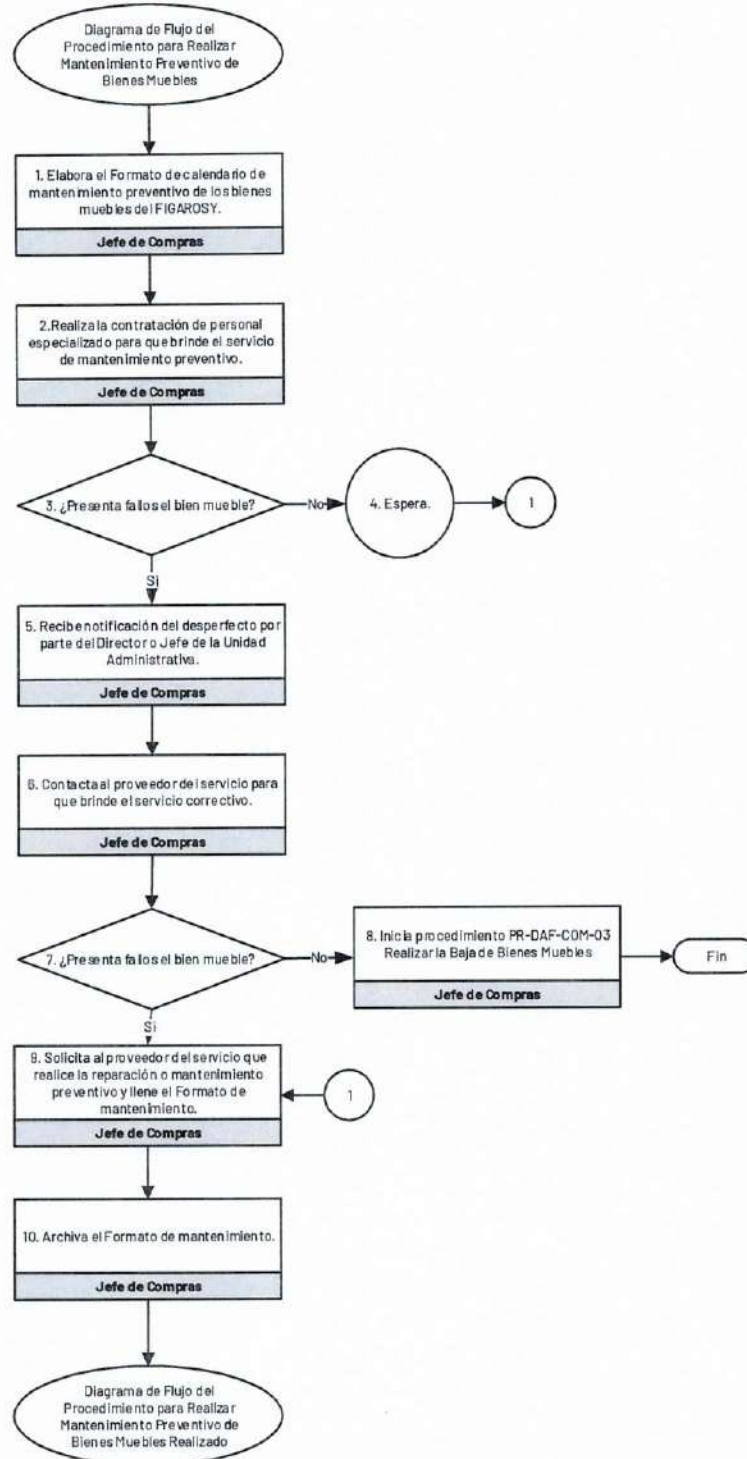 Diagrama de Flujo del
Procedimiento para Realizar
Mantenimiento Preventivo de
Bienes Muebles
1. Elabora el Formato de calendario de
mantenimiento preventivo de los bienes
muebles del FIGAROSY.
Jefe de Compras
2.Realiza la contratación de personal
especializado para que brinde el servicio
de mantenimiento preventivo.
Jefe de Compras
3. ¿Presenta fallos el bien mueble?
No
4. Espera.
1
Si
5. Recibe notificación del desperfecto por
parte del Director o Jefe de la Unidad
Administrativa.
Jefe de Compras
6. Contacta al proveedor del servicio para
que brinde el servicio correctivo.
Jefe de Compras
7. ¿Presenta fallos el bien mueble?
No
8. Inicia procedimiento PR-DAF-COM-03
Realizar la Baja de Bienes Muebles
Jefe de Compras
Fin
Si
9. Solicita al proveedor del servicio que
realice la reparación o mantenimiento
preventivo y llene el Formato de
mantenimiento.
Jefe de Compras
1
10. Archiva el Formato de mantenimiento.
Jefe de Compras
Diagrama de Flujo del
Procedimiento para Realizar
Mantenimiento Preventivo de
Bienes Muebles Realizado